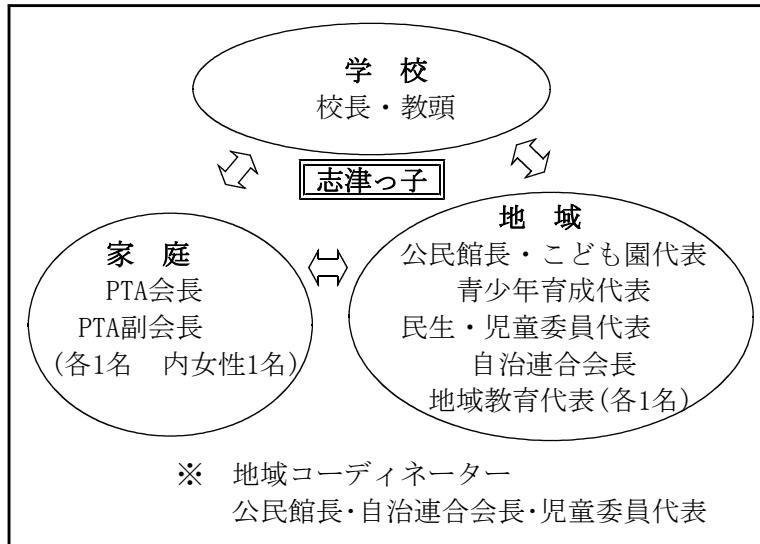 学　校
校長・教頭
志津っ子
家　庭
PTA会長
PTA副会長
(各1名　内女性1名)
地　域
公民館長・こども園代表
青少年育成代表
民生・児童委員代表
自治連合会長
地域教育代表(各1名)
※　地域コーディネーター
公民館長･自治連合会長･児童委員代表